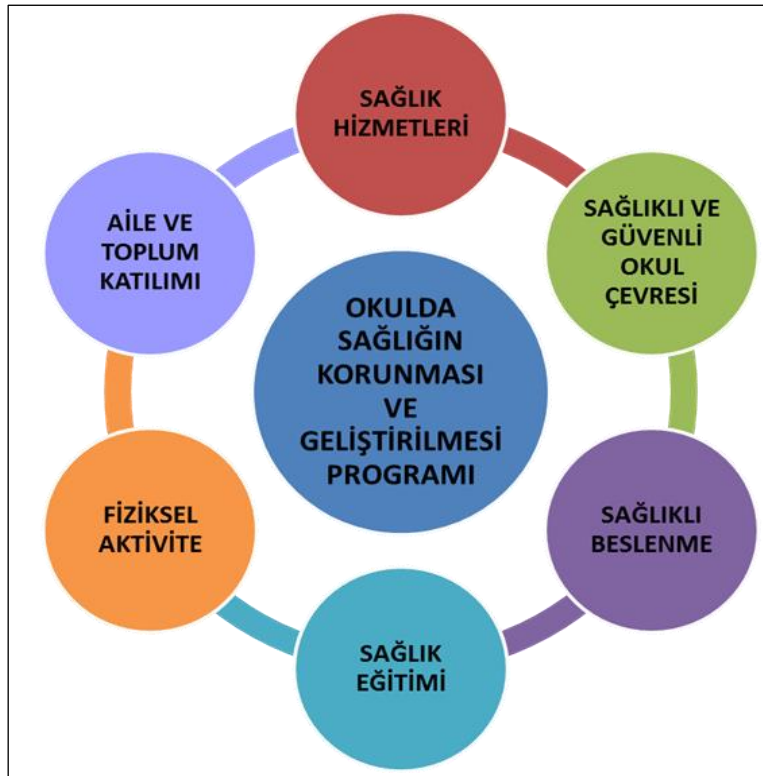 SAĞLIK
HİZMETLERİ
SAĞLIKLI VE
GÜVENLİ
OKUL
ÇEVRESİ
SAĞLIKLI
BESLENME
SAĞLIK
EĞİTİMİ
FİZİKSEL
AKTİVİTE
AİLE VE
TOPLUM
KATILIMI
OKULDA
SAĞLIĞIN
KORUNMASI
VE
GELİŞTİRİLMESİ
PROGRAMI